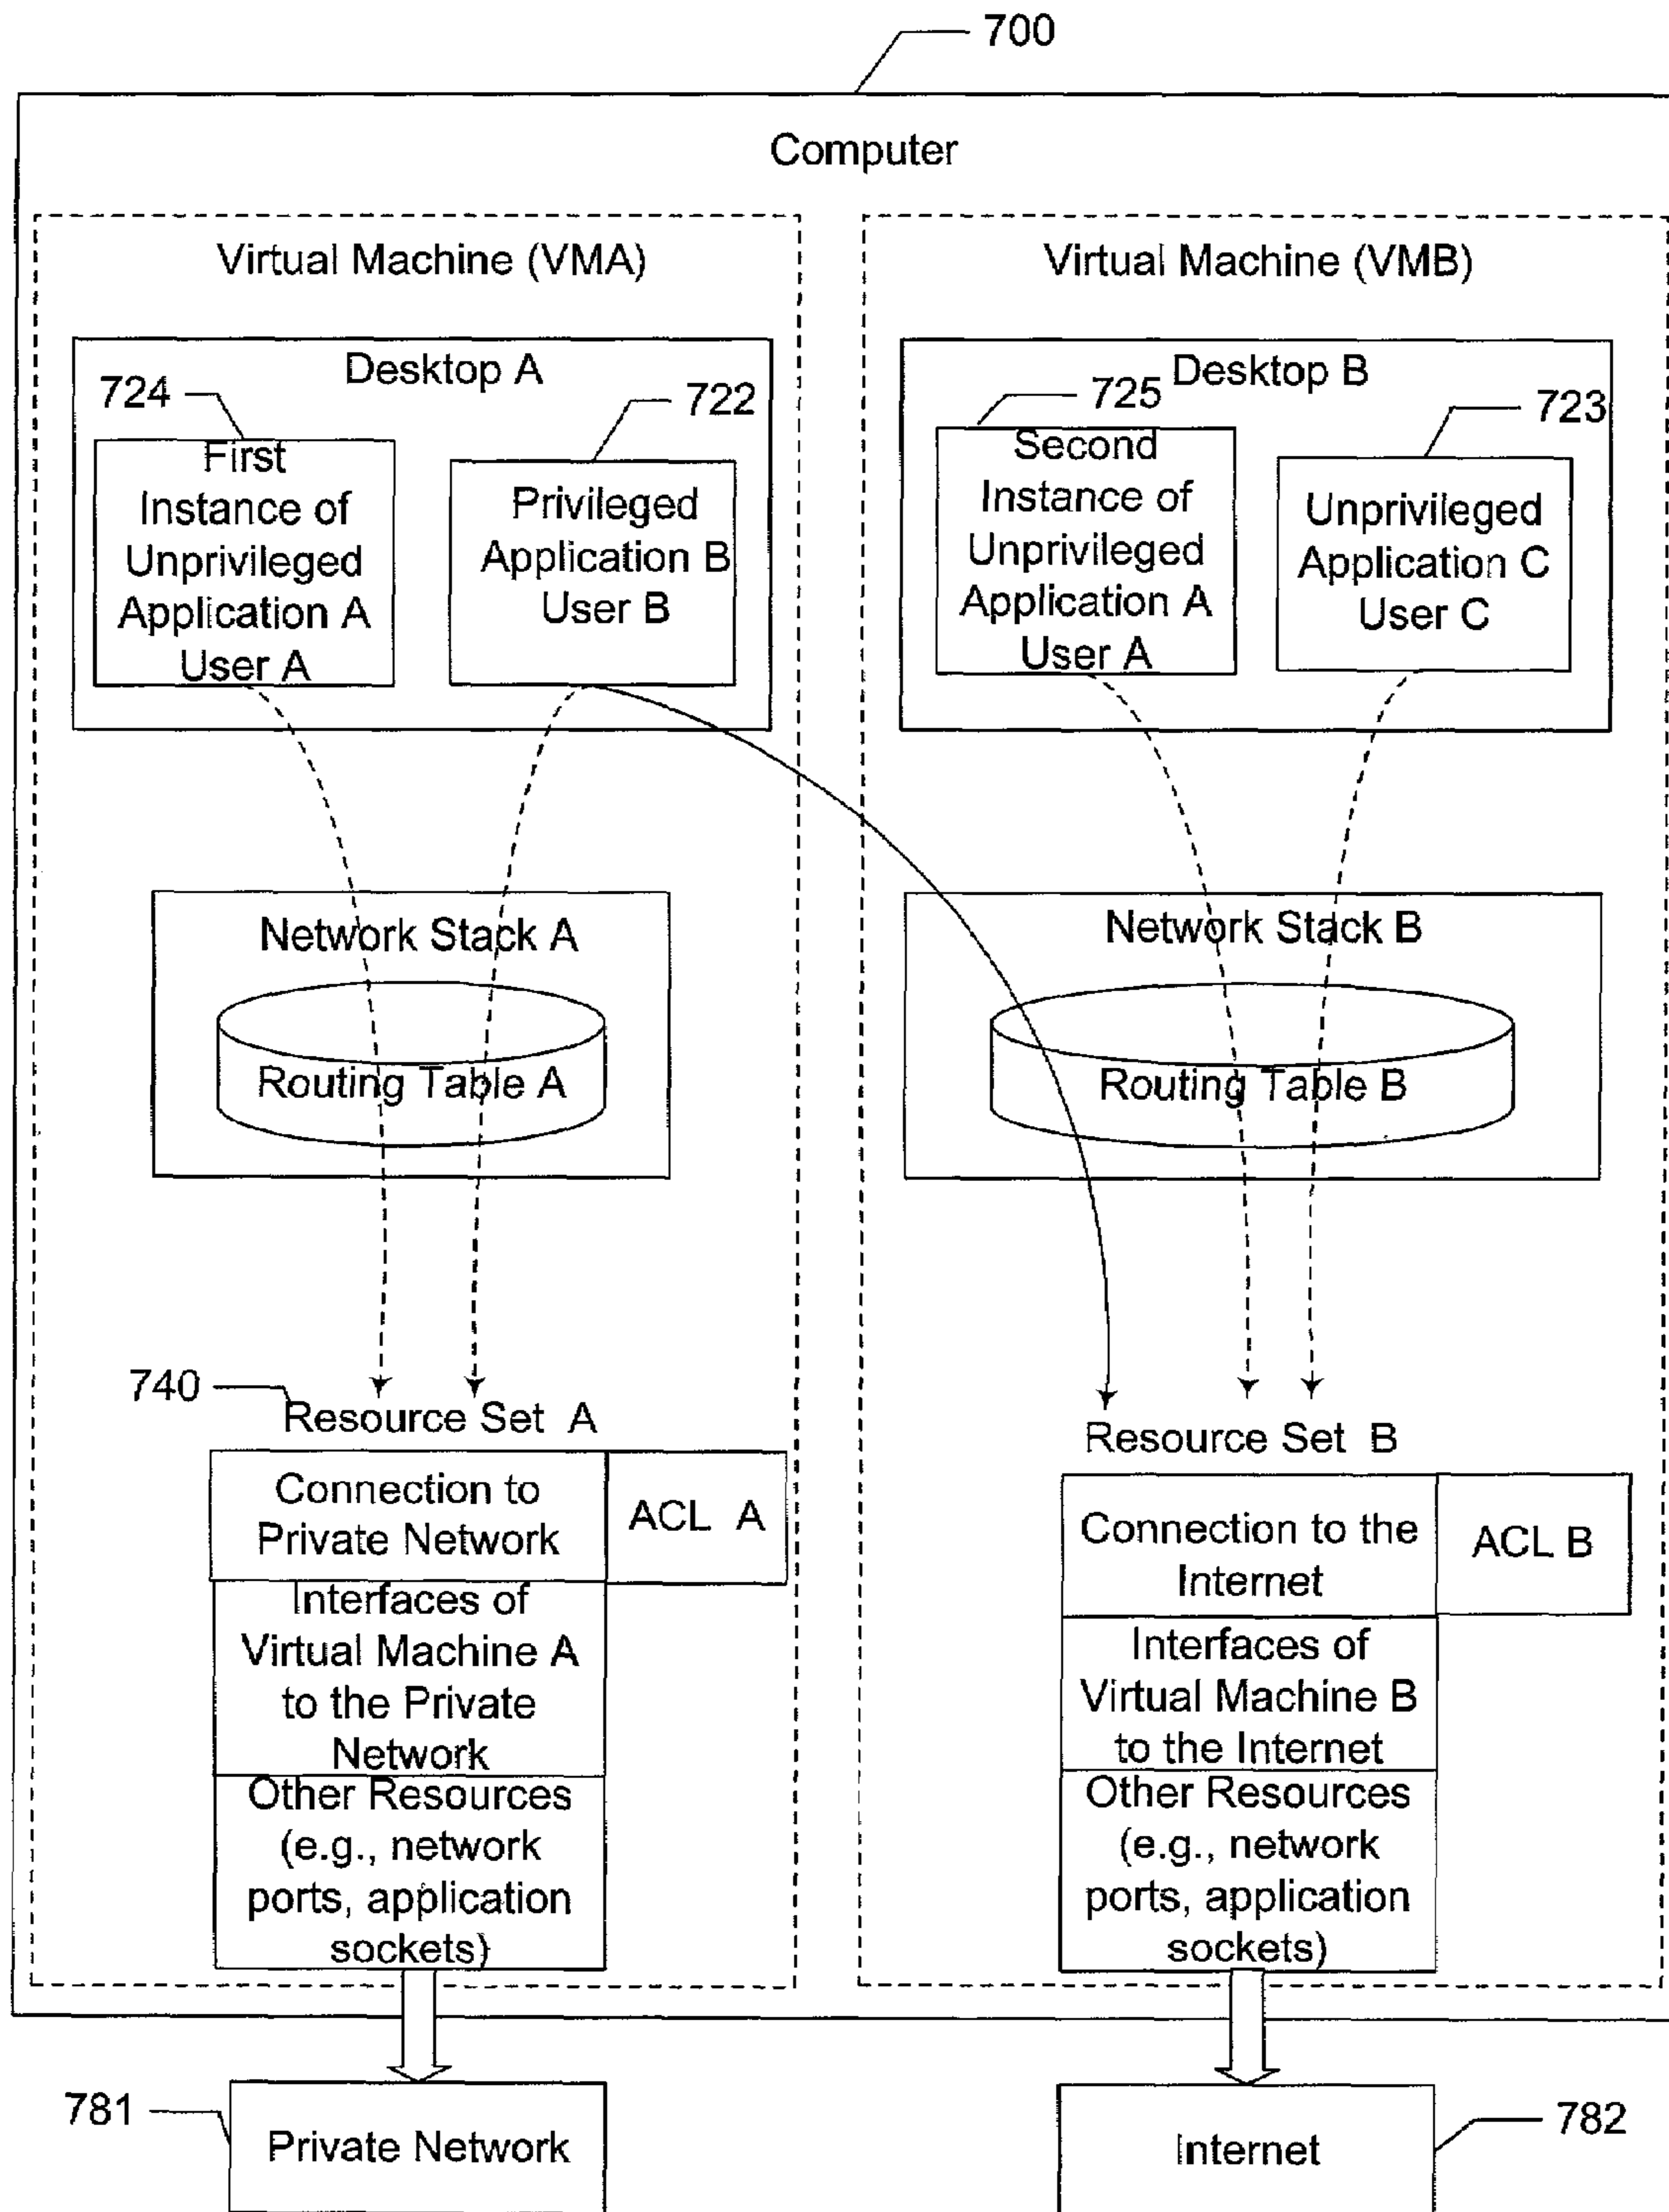 700
Computer
Virtual Machine (VMA)
Desktop A
724
722
First
Instance of
Unprivileged
Application A
User A
Privileged
Application B
User B
Network Stack A
Routing Table A
740
Resource Set A
Connection to
Private Network
ACL A
Interfaces of
Virtual Machine A
to the Private
Network
Other Resources
(e.g., network
ports, application
sockets)
781
Private Network
Virtual Machine (VMB)
Desktop B
725
723
Second
Instance of
Unprivileged
Application A
User A
Unprivileged
Application C
User C
Network Stack B
Routing Table B
Resource Set B
Connection to the
Internet
ACL B
Interfaces of
Virtual Machine B
to the Internet
Other Resources
(e.g., network
ports, application
sockets)
Internet
782